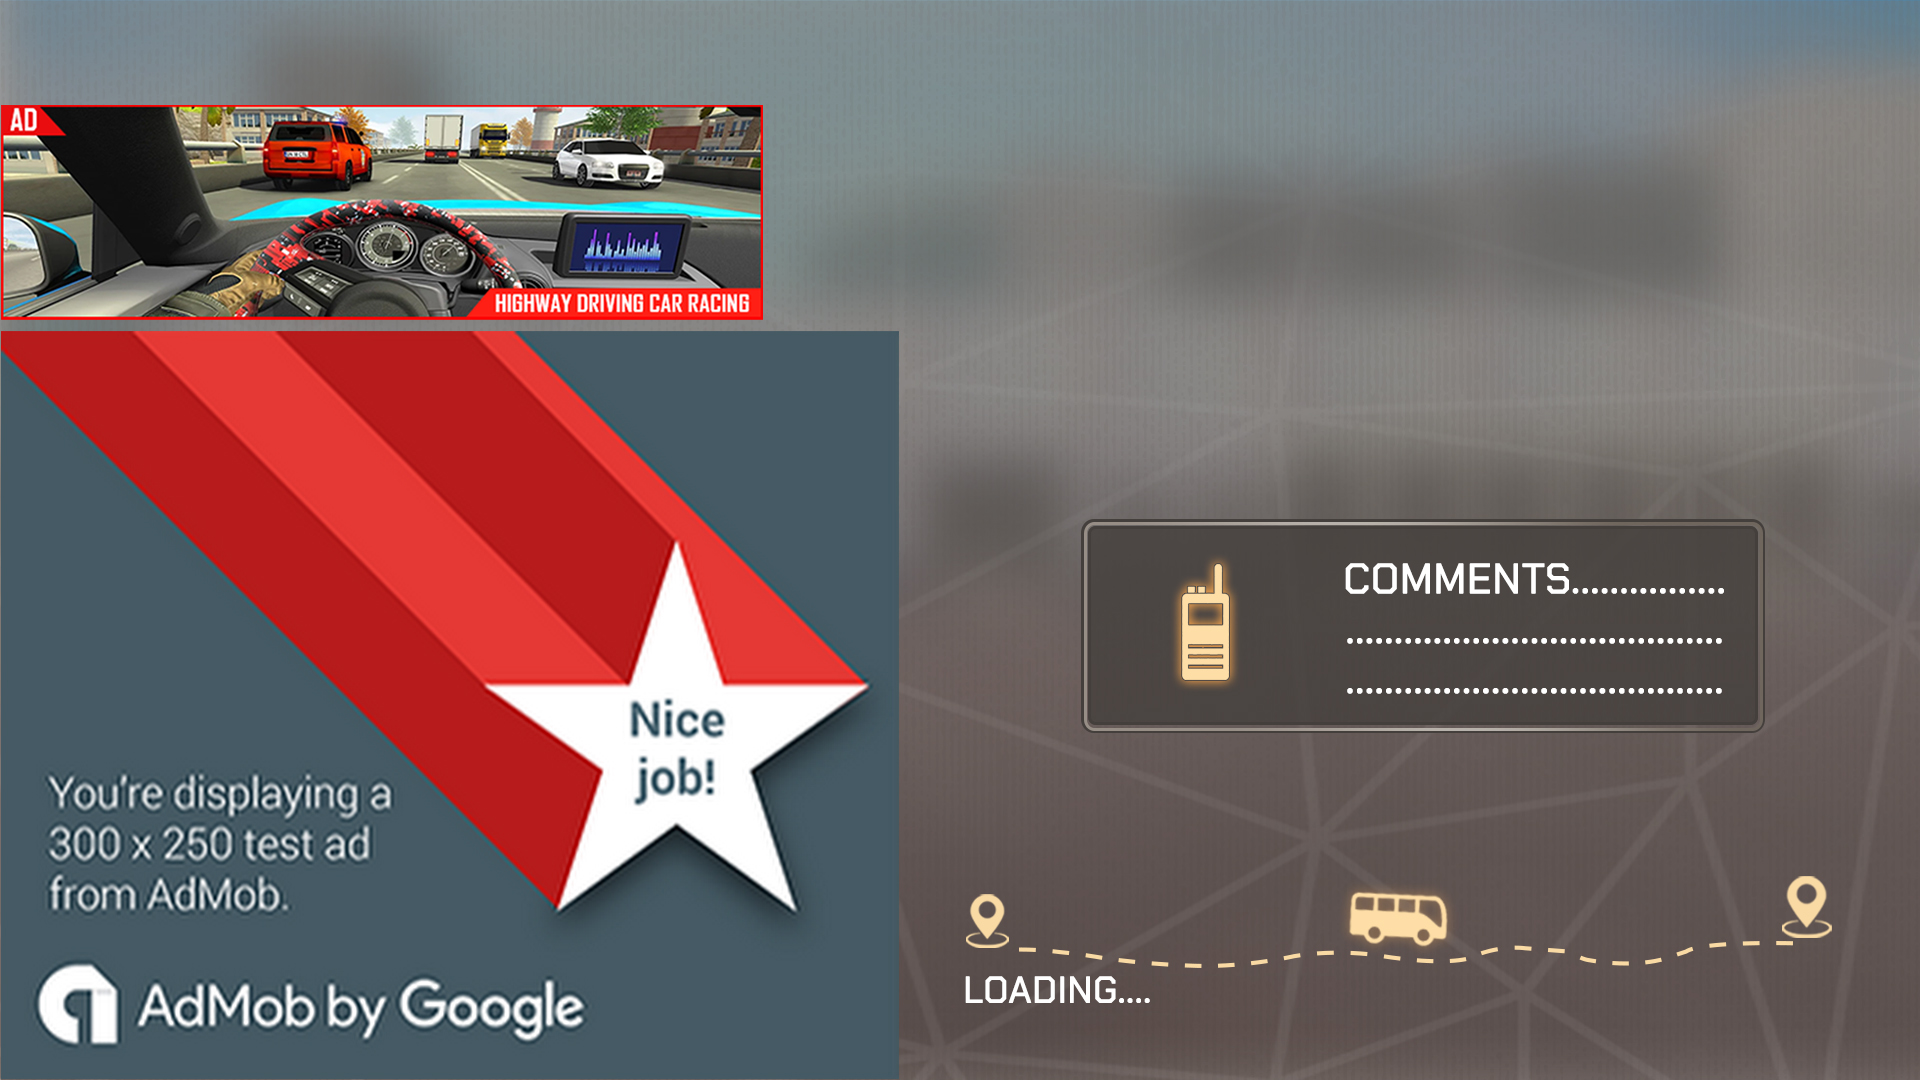 AD
HIGHWAY DRIVING CAR RACING
Nice
job!
You're displaying a
300 x 250 test ad
from AdMob.
AdMob by Google
COMMENTS................
.......................................
.......................................
LOADING....